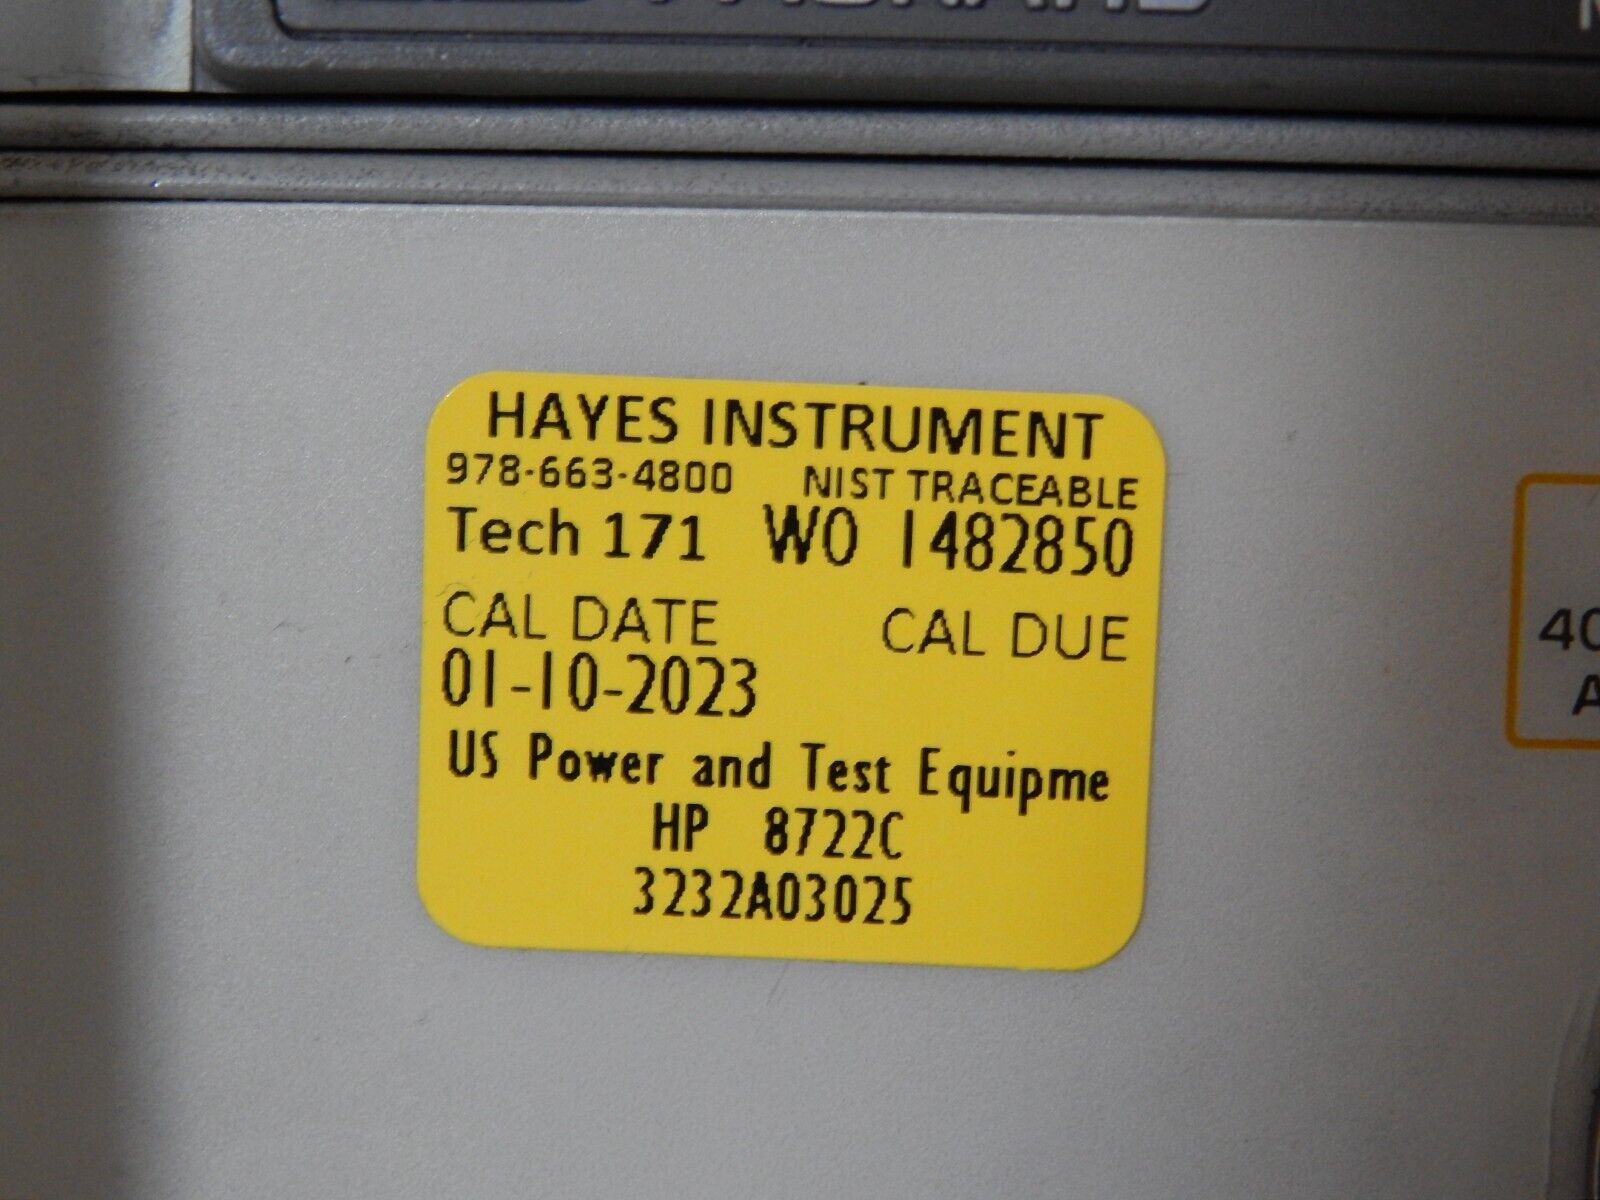 HAYES INSTRUMENT
978-663-4800 NIST TRACEABLE
Tech 171 WO 1482850
CAL DATE CAL DUE
01-10-2023
US Power and Test Equipme
HP 8722C
3232A03025
40
A